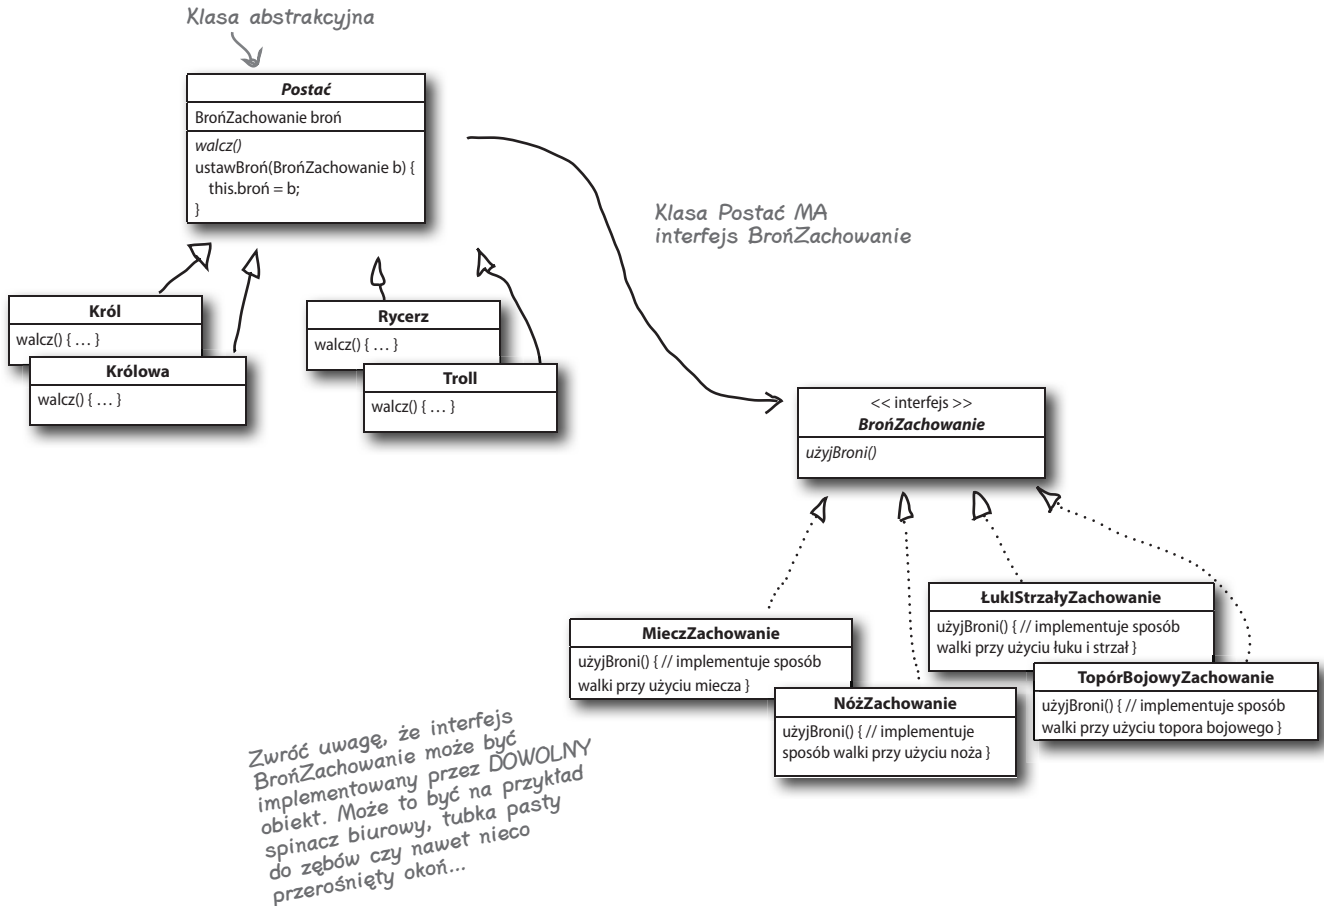 Klasa abstrakcyjna
Postać
BrońZachowanie broń
walcz()
ustawBroń(BrońZachowanie b) {
this.broń = b;
}
Klasa Postać MA
interfejs BrońZachowanie
Król
walcz() { ... }
Królowa
walcz() { ... }
Rycerz
walcz() { ... }
Troll
walcz() { ... }
<< interfejs >>
BrońZachowanie
użyjBroni()
MieczZachowanie
użyjBroni() { // implementuje sposób
walki przy użyciu miecza }
NóżZachowanie
użyjBroni() { // implementuje
sposób walki przy użyciu noża }
ŁukIStrzałyZachowanie
użyjBroni() { // implementuje sposób
walki przy użyciu łuku i strzał }
TopórBojowyZachowanie
użyjBroni() { // implementuje sposób
walki przy użyciu topora bojowego }
Zwróć uwagę, że interfejs
BrońZachowanie może być
implementowany przez DOWOLNY
obiekt. Może to być na przykład
spinacz biurowy, tubka pasty
do zębów czy nawet nieco
przerośnięty okoń...